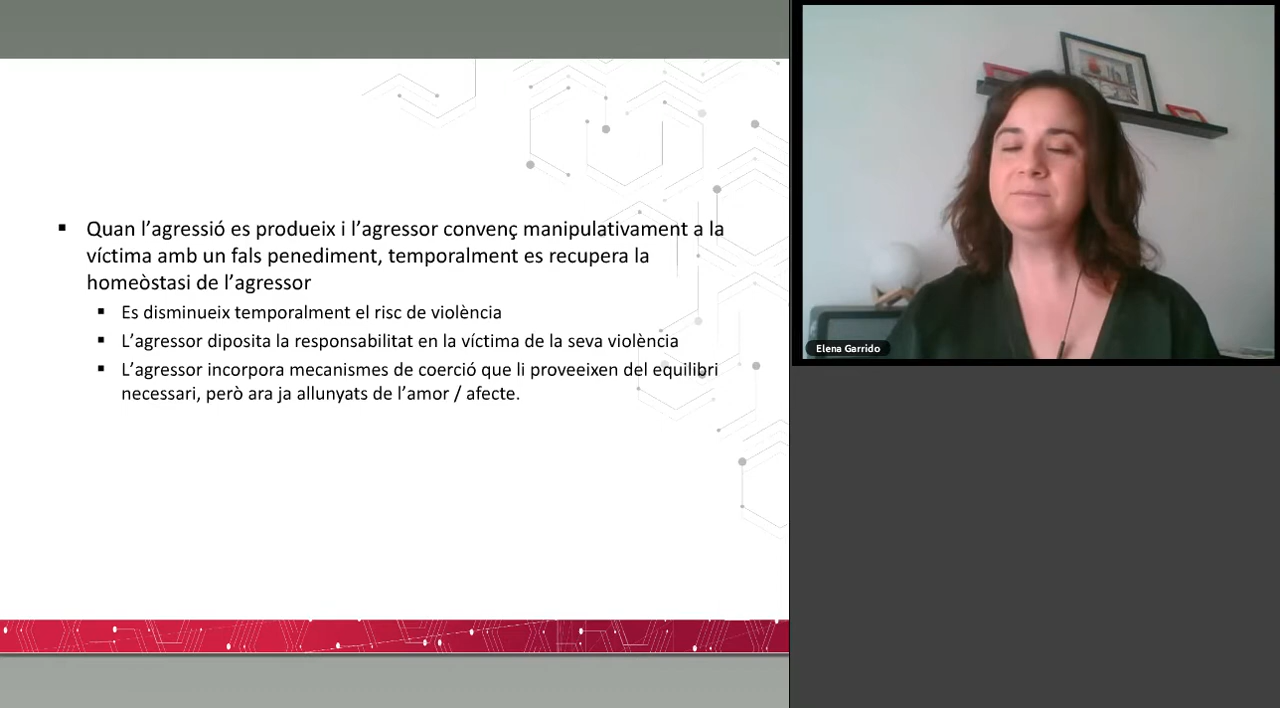 Quan l’agressió es produeix i l’agressor convenç manipulativament a la
víctima amb un fals penediment, temporalment es recupera la
homeòstasi de l’agressor
Es disminueix temporalment el risc de violència
L’agressor diposita la responsabilitat en la víctima de la seva violència
L’agressor incorpora mecanismes de coerció que li proveeixen del equilibri
necessari, però ara ja allunyats de l’amor / afecte.
Elena Garrido